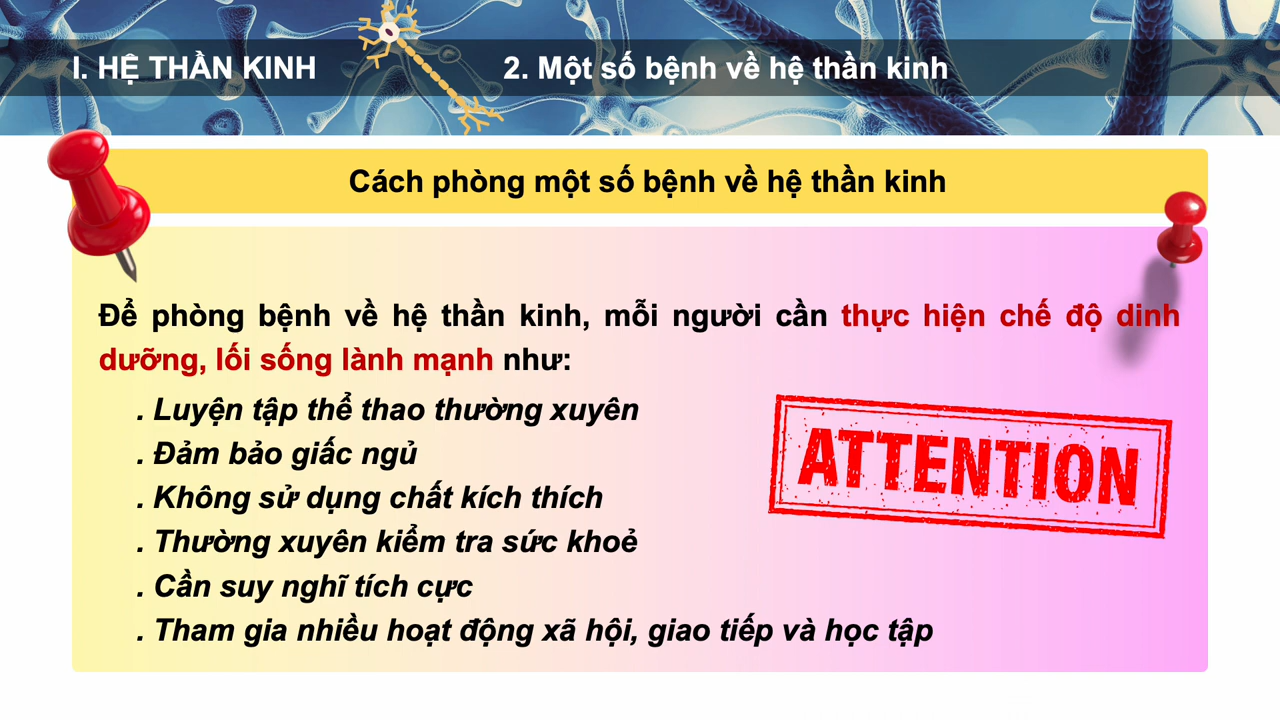 I. HỆ THẦN KINH
2. Một số bệnh về hệ thần kinh
Cách phòng một số bệnh về hệ thần kinh
Để phòng bệnh về hệ thần kinh, mỗi người cần thực hiện chế độ dinh
dưỡng, lối sống lành mạnh như:
. Luyện tập thể thao thường xuyên
. Đảm bảo giấc ngủ
. Không sử dụng chất kích thích
. Thường xuyên kiểm tra sức khoẻ
. Cần suy nghĩ tích cực
. Tham gia nhiều hoạt động xã hội, giao tiếp và học tập
ATTENTION